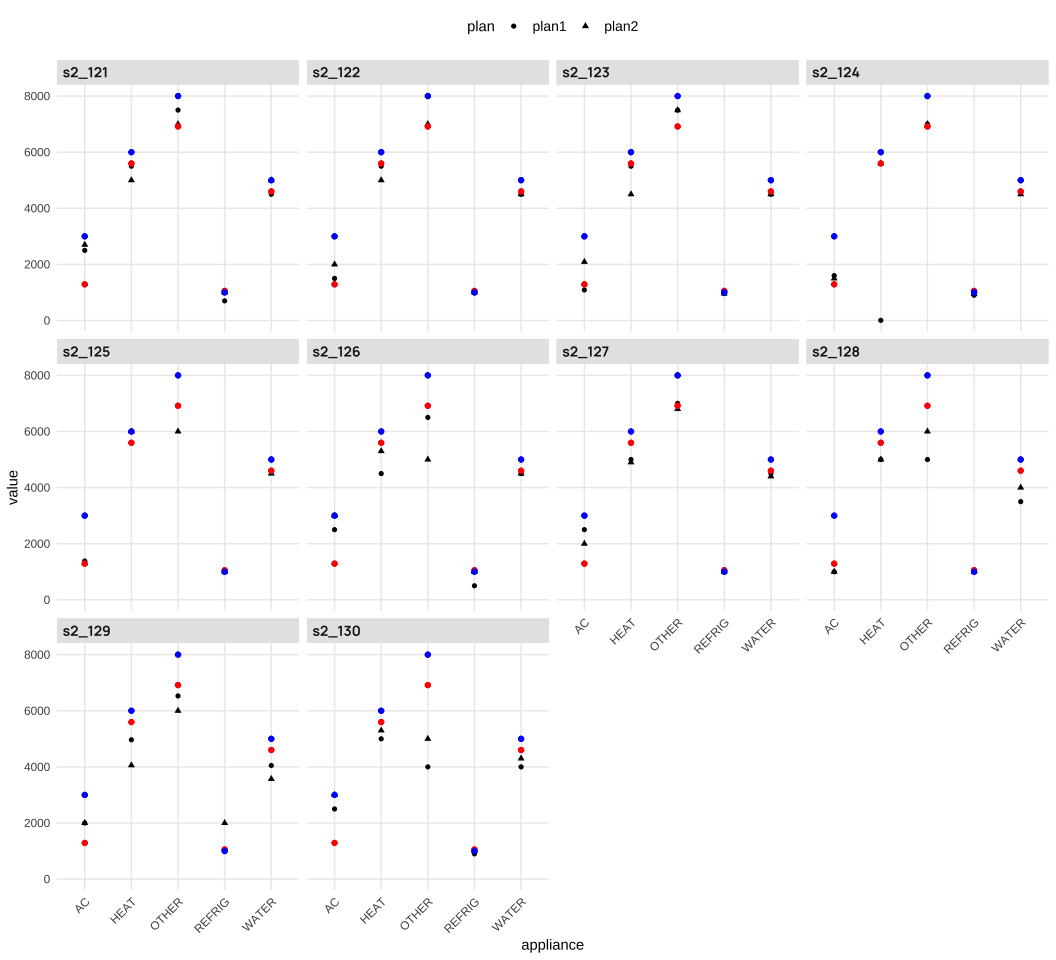 plan plan1 plan2
s2_121 s2_122 s2_123 s2_124
8000
6000
4000
2000
0
s2_125 s2_126 s2_127 s2_128
8000
6000
4000
2000
0
AC HEAT OTHER REFRIG WATER AC HEAT OTHER REFRIG WATER
s2_129 s2_130
8000
6000
4000
2000
0
AC HEAT OTHER REFRIG WATER AC HEAT OTHER REFRIG WATER
value
appliance